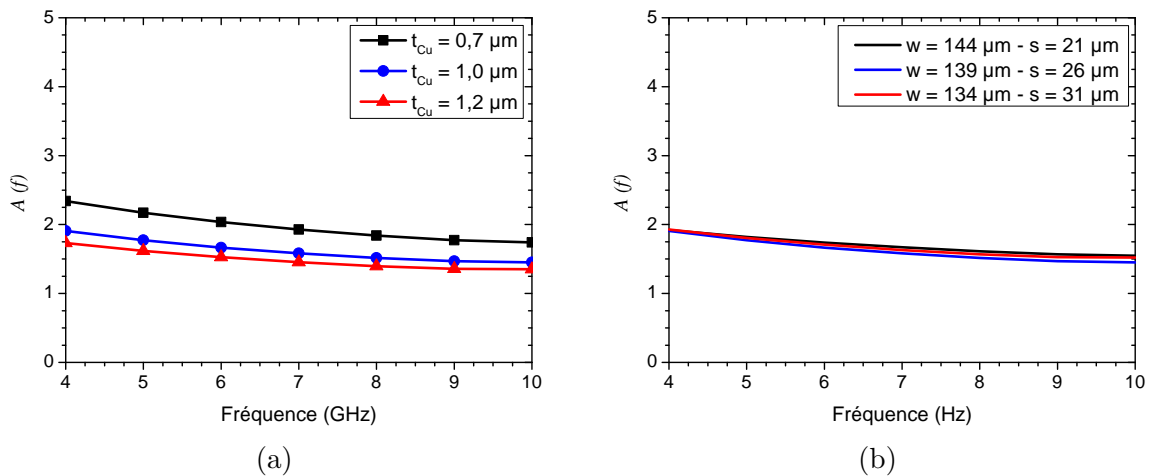 5
4
3
2
1
0
A (f)
t_Cu = 0,7 µm
t_Cu = 1,0 µm
t_Cu = 1,2 µm
4 5 6 7 8 9 10
Fréquence (GHz)
(a)
5
4
3
2
1
0
A (f)
w = 144 µm - s = 21 µm
w = 139 µm - s = 26 µm
w = 134 µm - s = 31 µm
4 5 6 7 8 9 10
Fréquence (Hz)
(b)